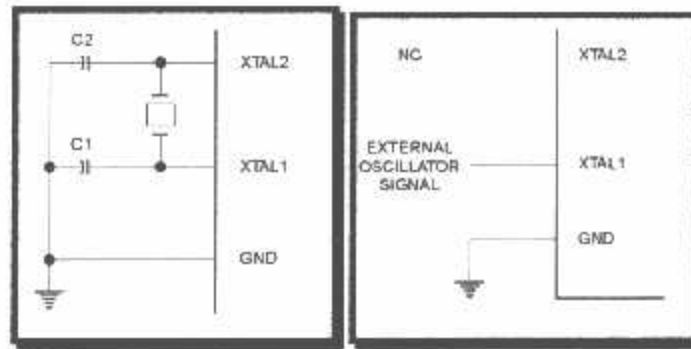 C2
XTAL2
C1
XTAL1
GND
NC
XTAL2
EXTERNAL
OSCILLATOR
SIGNAL
XTAL1
GND